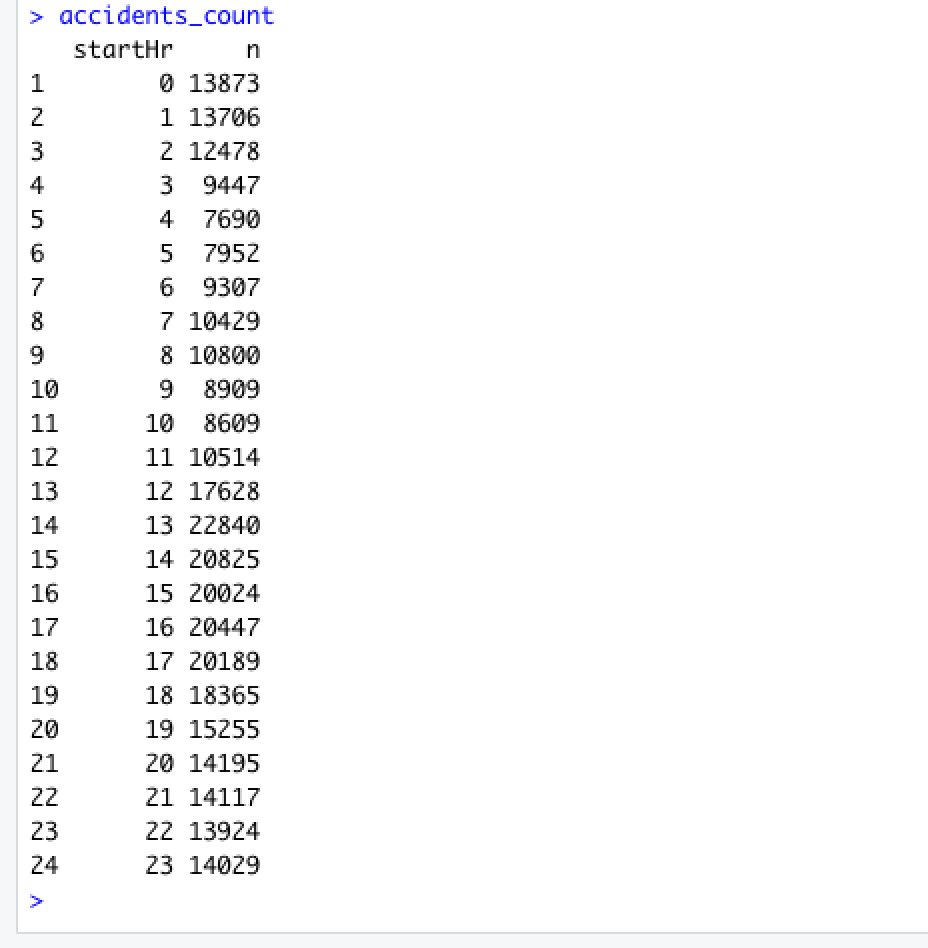 > accidents_count
   startHr     n
1        0 13873
2        1 13706
3        2 12478
4        3  9447
5        4  7690
6        5  7952
7        6  9307
8        7 10429
9        8 10800
10       9  8909
11      10  8609
12      11 10514
13      12 17628
14      13 22840
15      14 20825
16      15 20024
17      16 20447
18      17 20189
19      18 18365
20      19 15255
21      20 14195
22      21 14117
23      22 13924
24      23 14029
>